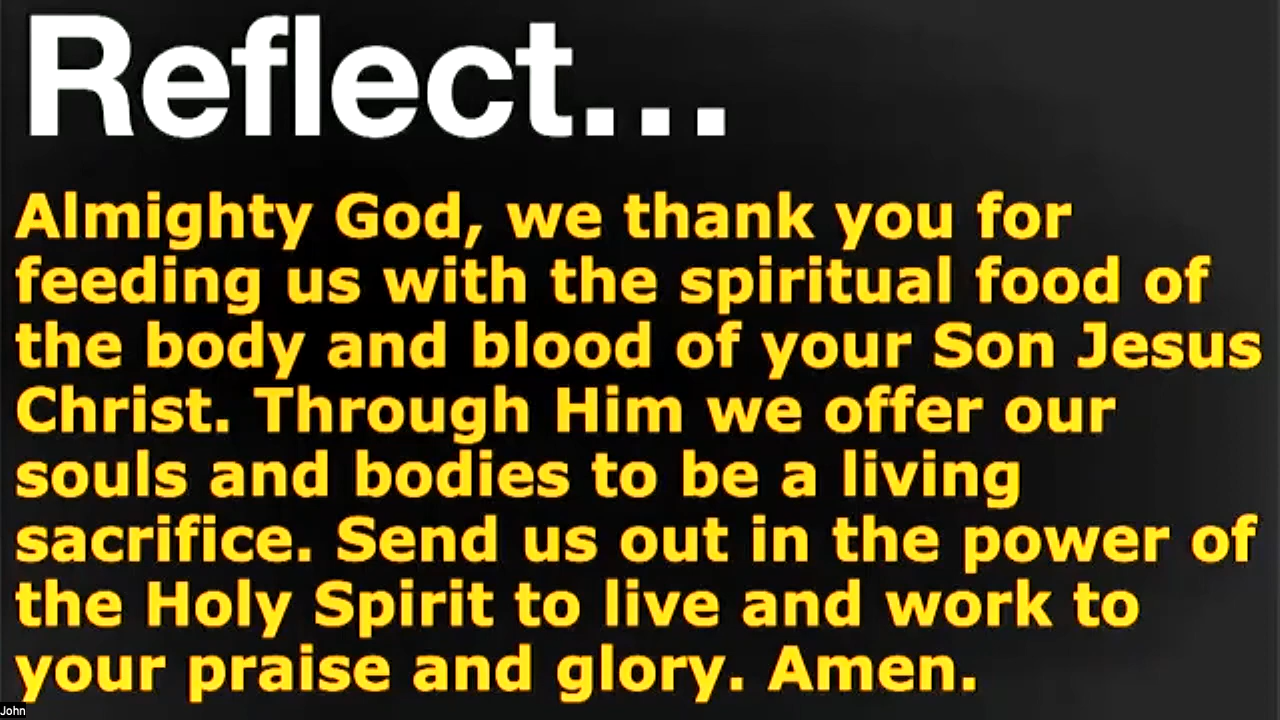 Reflect...
Almighty God, we thank you for
feeding us with the spiritual food of
the body and blood of your Son Jesus
Christ. Through Him we offer our
souls and bodies to be a living
sacrifice. Send us out in the power of
the Holy Spirit to live and work to
your praise and glory. Amen.
John